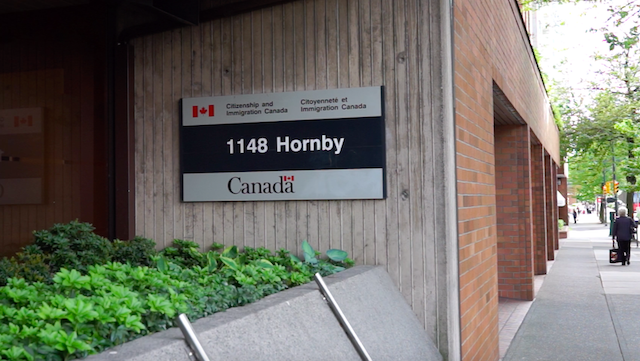 Citizenship and Citoyenneté et
Immigration Canada Immigration Canada
1148 Hornby
Canada